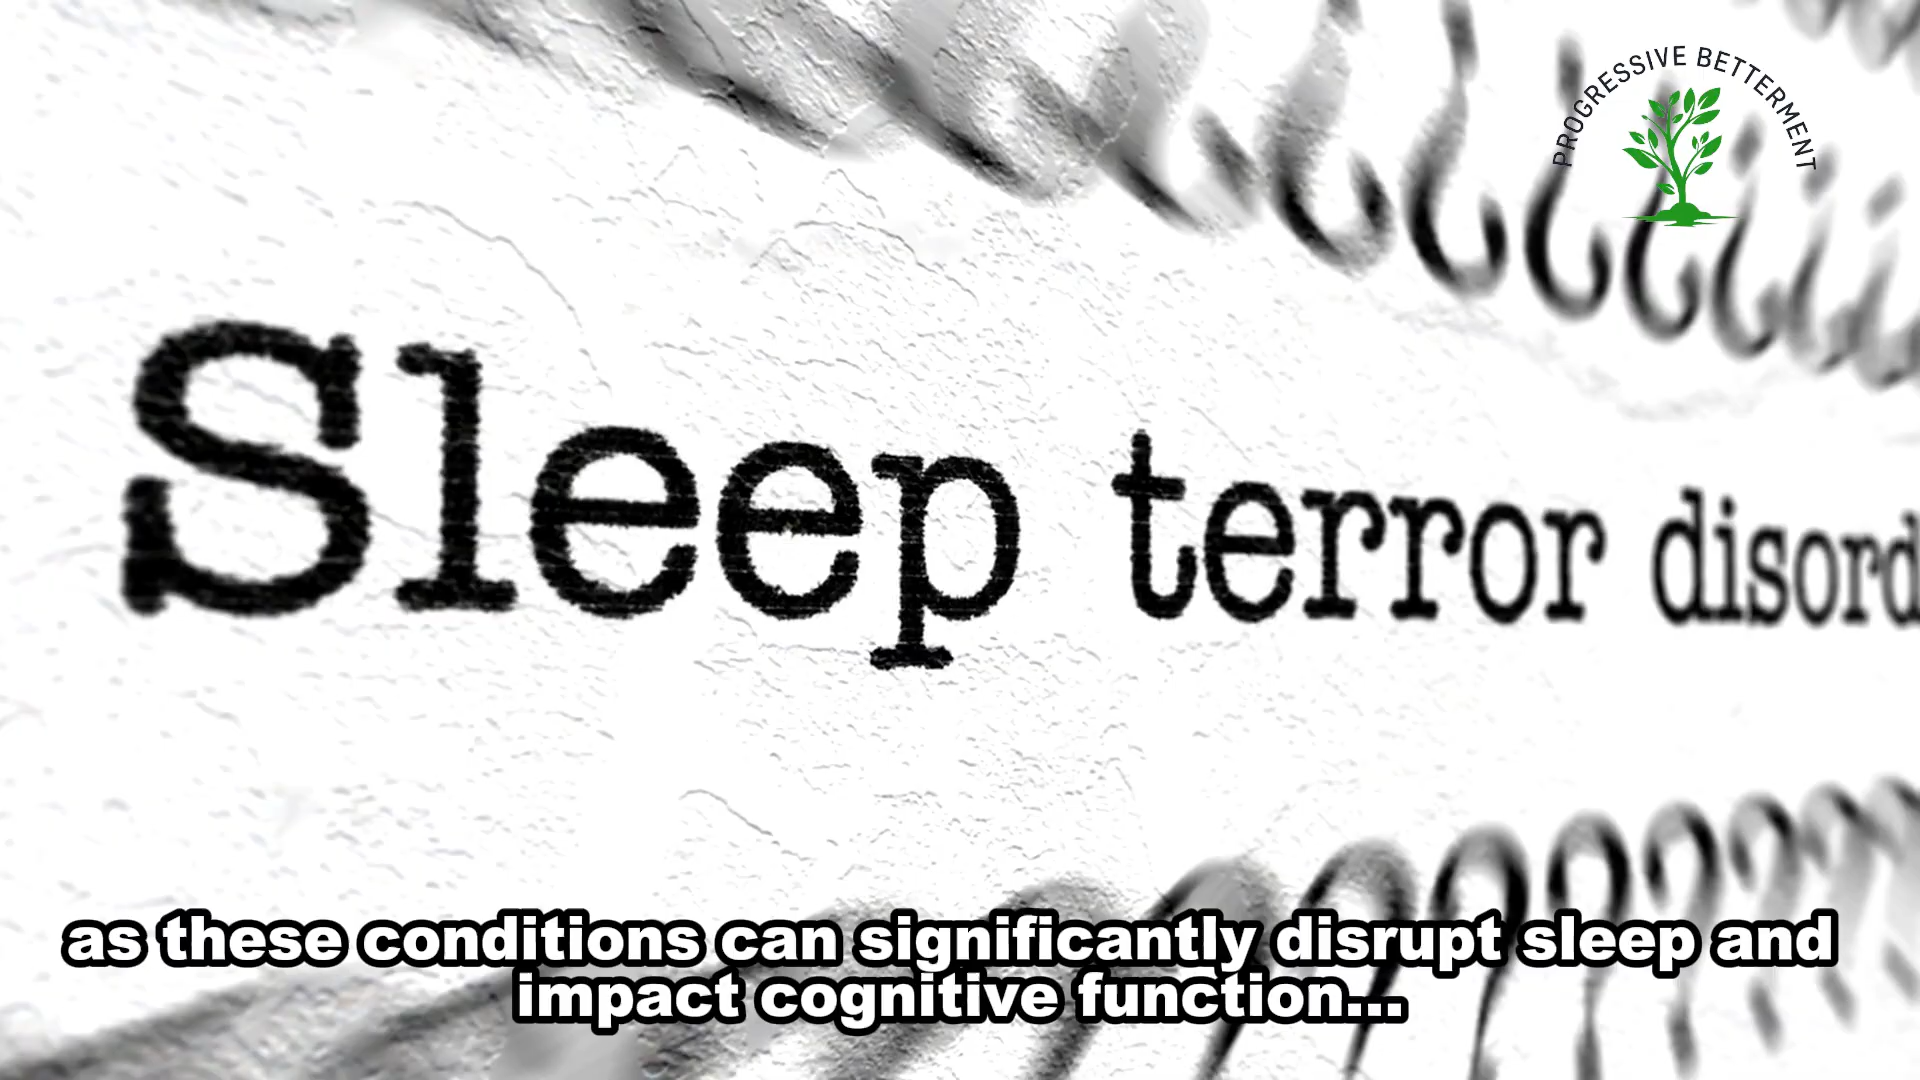 PROGRESSIVE BETTERMENT
Sleep terror disord
as these conditions can significantly disrupt sleep and
impact cognitive function...